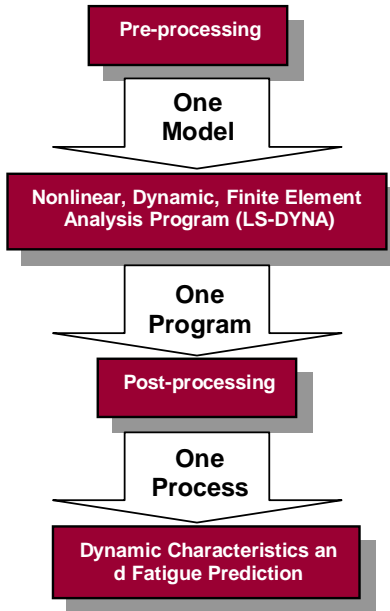 Pre-processing
One
Model
Nonlinear, Dynamic, Finite Element
Analysis Program (LS-DYNA)
One
Program
Post-processing
One
Process
Dynamic Characteristics an
d Fatigue Prediction